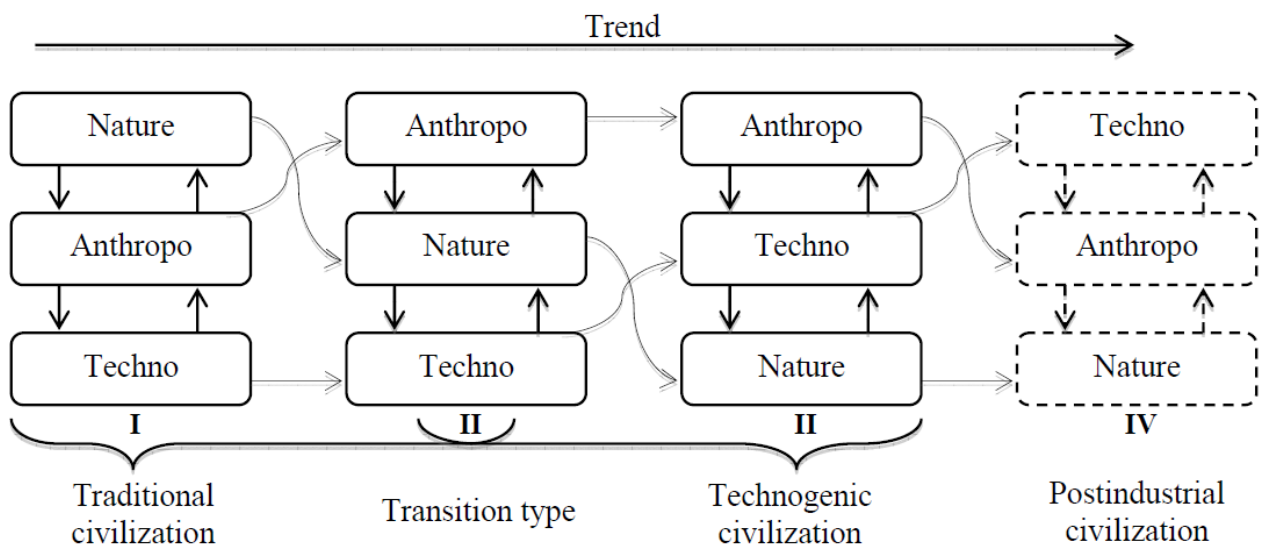 Trend
Nature
Anthropo
Anthropo
Techno
Anthropo
Nature
Techno
Anthropo
Techno
Techno
Nature
Nature
I
II
II
IV
Traditional
civilization
Transition type
Technogenic
civilization
Postindustrial
civilization